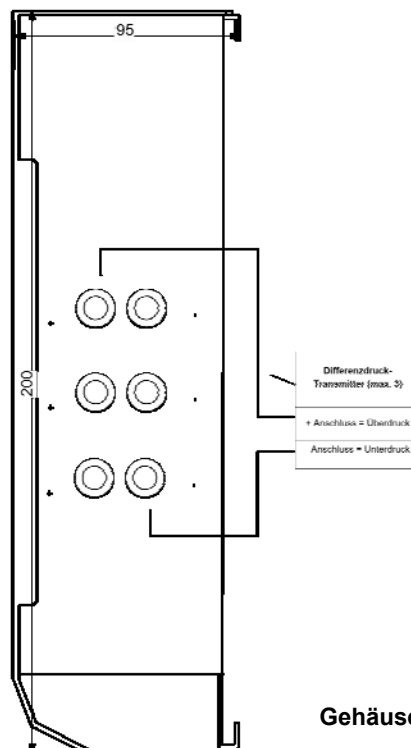 95
200
Differenzdruck-
Transmitter (max. 3)
+ Anschluss = Überdruck
Anschluss = Unterdruck
Gehäuse